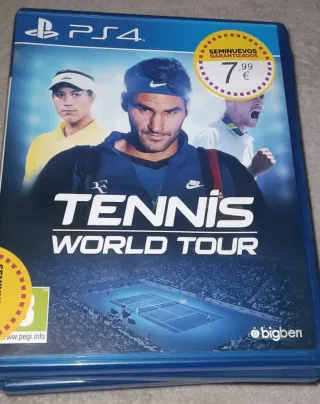 PS4
SEMINUEVOS
GARANTIZADOS
7,99
€
TENNIS
WORLD TOUR
www.pegi.info
bigben